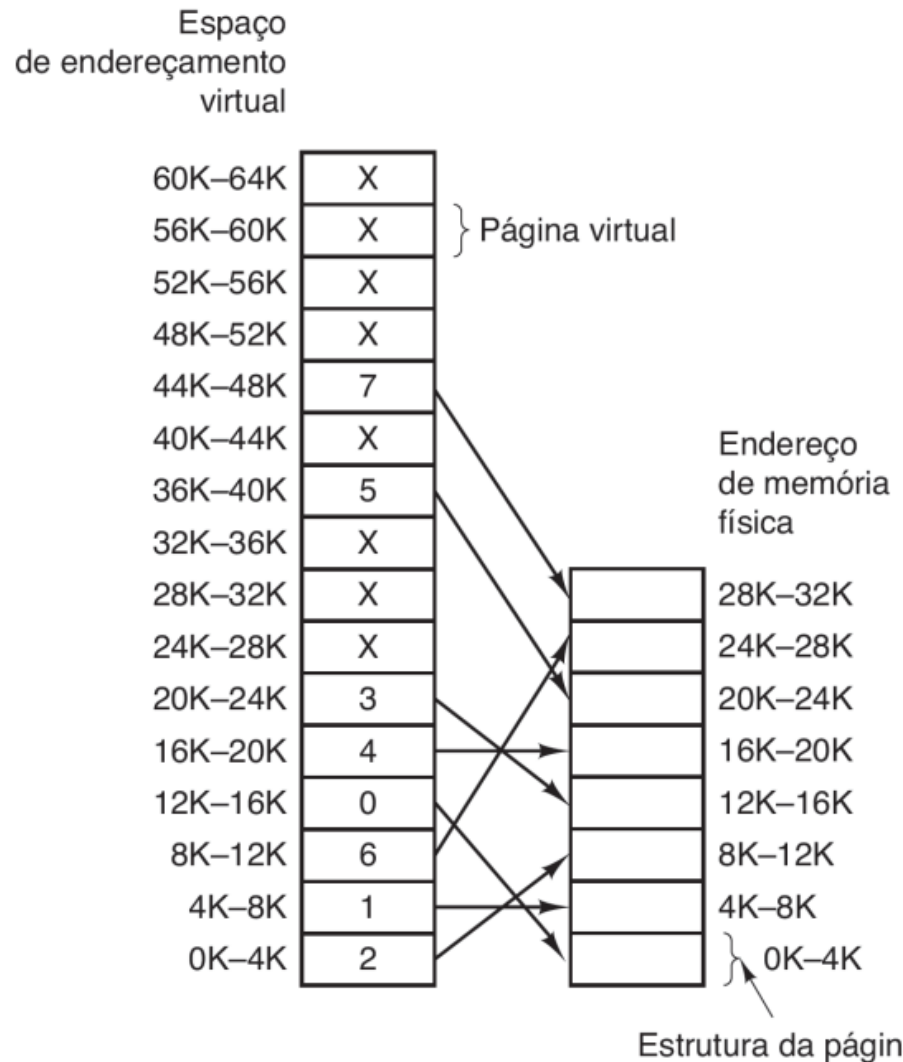 Espaço
de endereçamento
virtual
60K–64K X
56K–60K X Página virtual
52K–56K X
48K–52K X
44K–48K 7
40K–44K X
36K–40K 5
32K–36K X
28K–32K X
24K–28K X
20K–24K 3
16K–20K 4
12K–16K 0
8K–12K 6
4K–8K 1
0K–4K 2
Endereço
de memória
física
28K–32K
24K–28K
20K–24K
16K–20K
12K–16K
8K–12K
4K–8K
0K–4K
Estrutura da págin